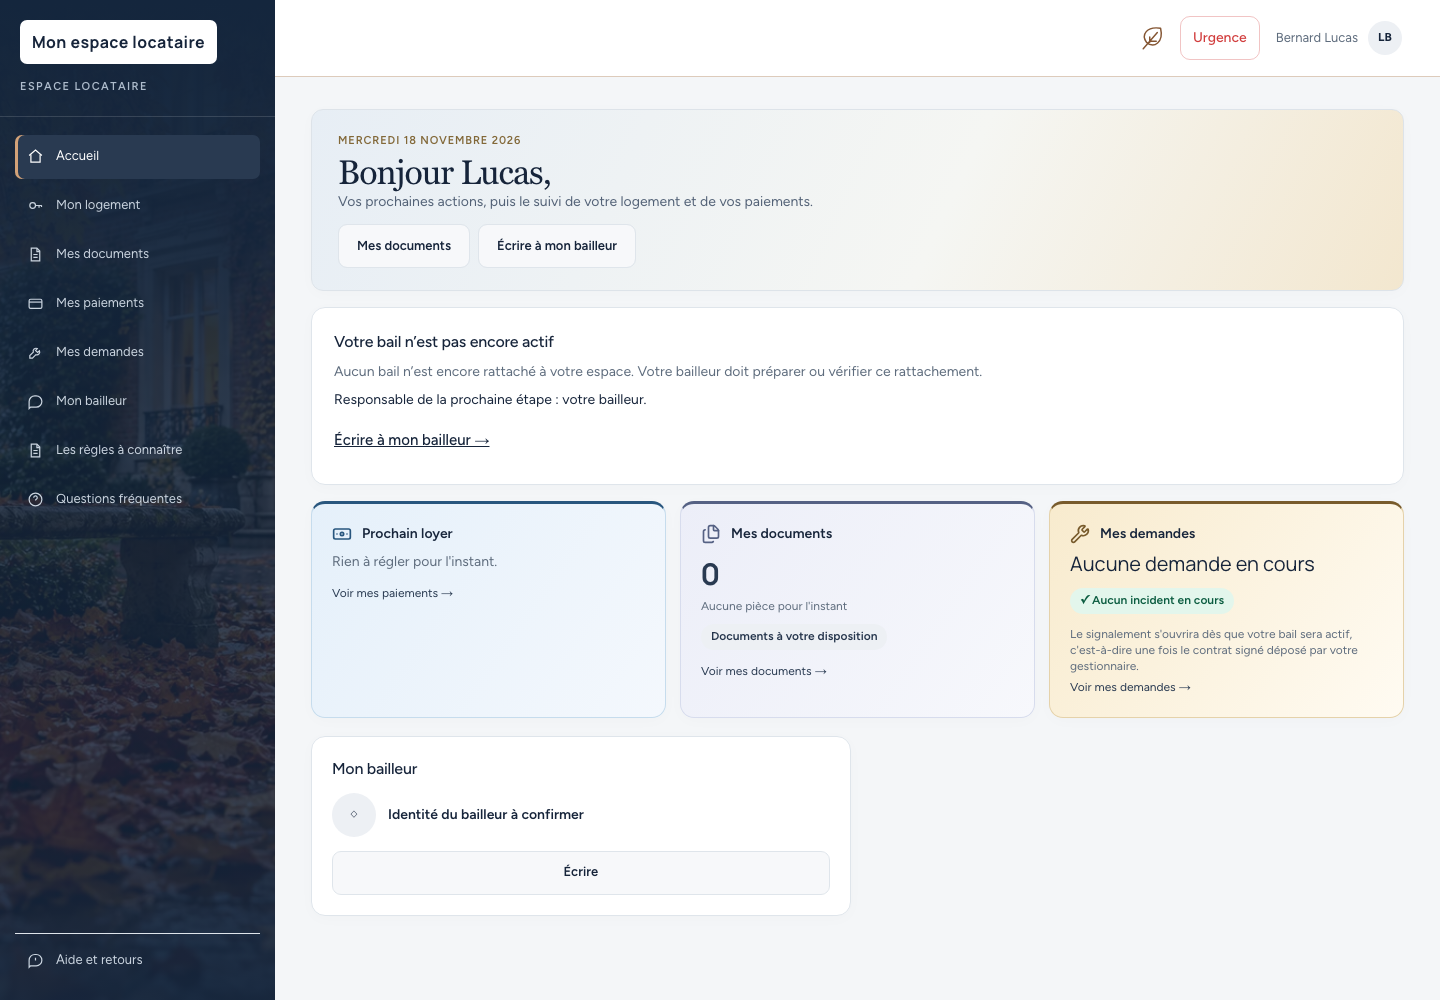 Mon espace locataire
ESPACE LOCATAIRE
Accueil
Mon logement
Mes documents
Mes paiements
Mes demandes
Mon bailleur
Les règles à connaître
Questions fréquentes
Aide et retours
Urgence
Bernard Lucas
LB
MERCREDI 18 NOVEMBRE 2026
Bonjour Lucas,
Vos prochaines actions, puis le suivi de votre logement et de vos paiements.
Mes documents
Écrire à mon bailleur
Votre bail n’est pas encore actif
Aucun bail n’est encore rattaché à votre espace. Votre bailleur doit préparer ou vérifier ce rattachement.
Responsable de la prochaine étape : votre bailleur.
Écrire à mon bailleur →
Prochain loyer
Rien à régler pour l'instant.
Voir mes paiements →
Mes documents
0
Aucune pièce pour l'instant
Documents à votre disposition
Voir mes documents →
Mes demandes
Aucune demande en cours
✓ Aucun incident en cours
Le signalement s'ouvrira dès que votre bail sera actif,
c'est-à-dire une fois le contrat signé déposé par votre
gestionnaire.
Voir mes demandes →
Mon bailleur
Identité du bailleur à confirmer
Écrire